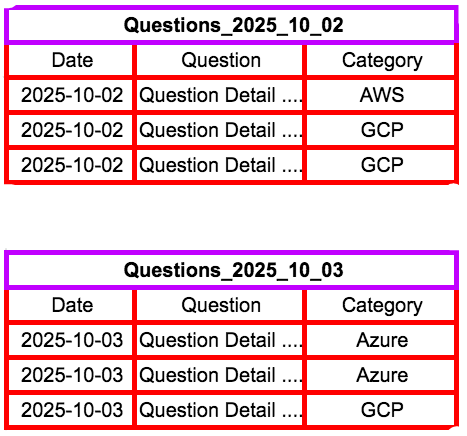 Questions_2025_10_02
Date Question Category
2025-10-02 Question Detail .... AWS
2025-10-02 Question Detail .... GCP
2025-10-02 Question Detail .... GCP
Questions_2025_10_03
Date Question Category
2025-10-03 Question Detail .... Azure
2025-10-03 Question Detail .... Azure
2025-10-03 Question Detail .... GCP